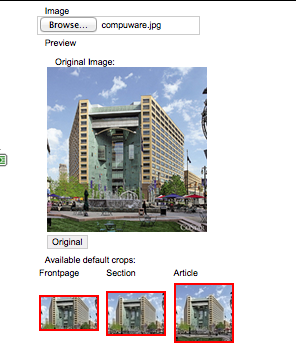 Image
Browse... compuware.jpg
Preview
Original Image:
Original
Available default crops:
Frontpage Section Article